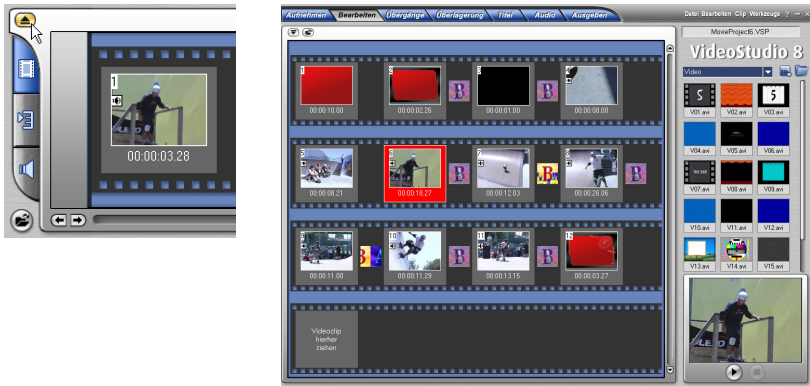 1
00:00:03.28
Aufnehmen Bearbeiten Übergänge Überlagerung Titel Audio Ausgeben
Datei Bearbeiten Clip Werkzeuge ?
MovieProject6.VSP
VideoStudio 8
Video
1 2 3 4
00:00:10.00 00:00:02.26 00:00:01.00 00:00:08.00
5 6 7 8
00:00:08.21 00:00:18.27 00:00:12.03 00:00:26.06
9 10 11 12
00:00:11.00 00:00:11.29 00:00:13.15 00:00:03.27
Videoclip
hierher
ziehen
V01.avi V02.avi V03.avi
V04.avi V05.avi V06.avi
V07.avi V08.avi V09.avi
V10.avi V11.avi V12.avi
V13.avi V14.avi V15.avi